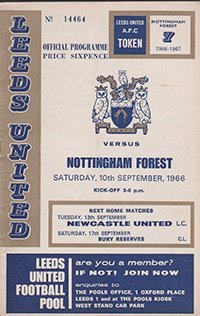 LEEDS UNITED
Nº 14464
OFFICIAL PROGRAMME
PRICE SIXPENCE
LEEDS UNITED
A.F.C
TOKEN
NOTTINGHAM
FOREST
7
1966-1967
VERSUS
NOTTINGHAM FOREST
SATURDAY, 10th SEPTEMBER, 1966
KICK-OFF 3-0 p.m.
NEXT HOME MATCHES
TUESDAY, 13th SEPTEMBER
NEWCASTLE UNITED L.C.
SATURDAY, 17th SEPTEMBER
BURY RESERVES C.L.
LEEDS
UNITED
FOOTBALL
POOL
are you a member?
IF NOT! JOIN NOW
enquiries to
THE POOLS OFFICE, 1 OXFORD PLACE
LEEDS 1 and at THE POOLS KIOSK
WEST STAND CAR PARK